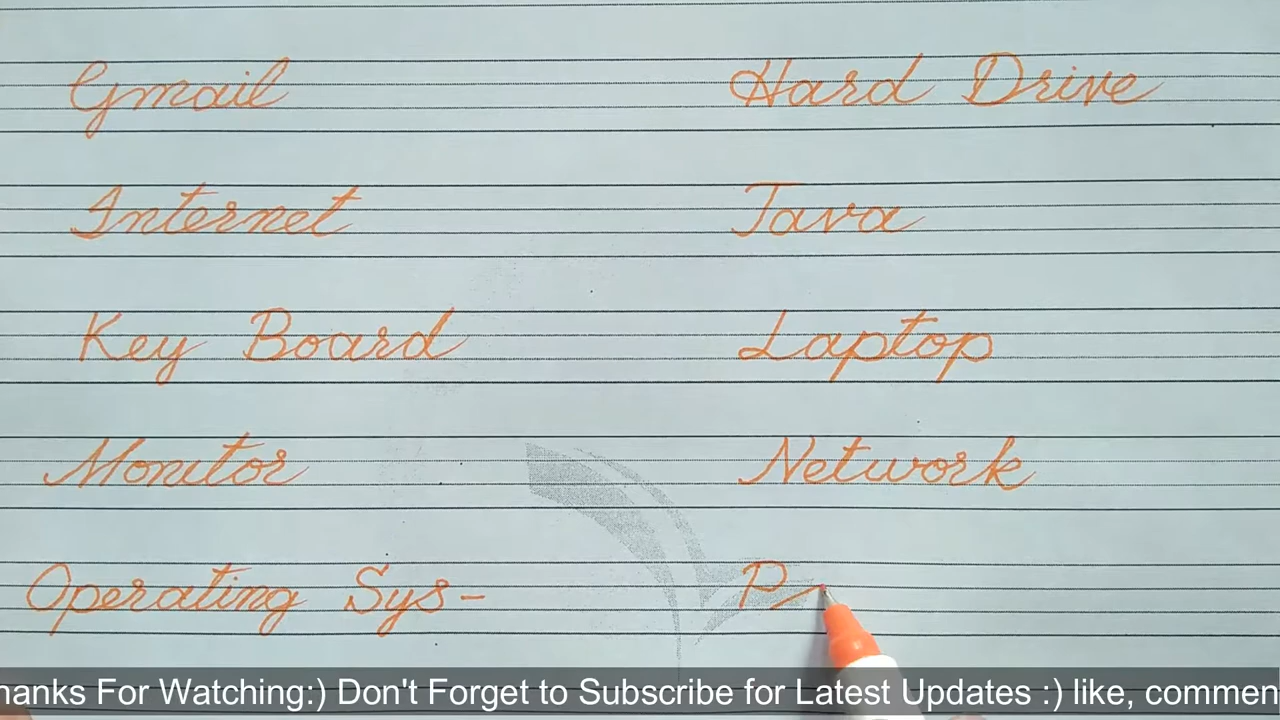 Gmail Hard Drive
Internet Java
Key Board Laptop
Monitor Network
Operating Sys- P
hanks For Watching:) Don't Forget to Subscribe for Latest Updates :) like, commen